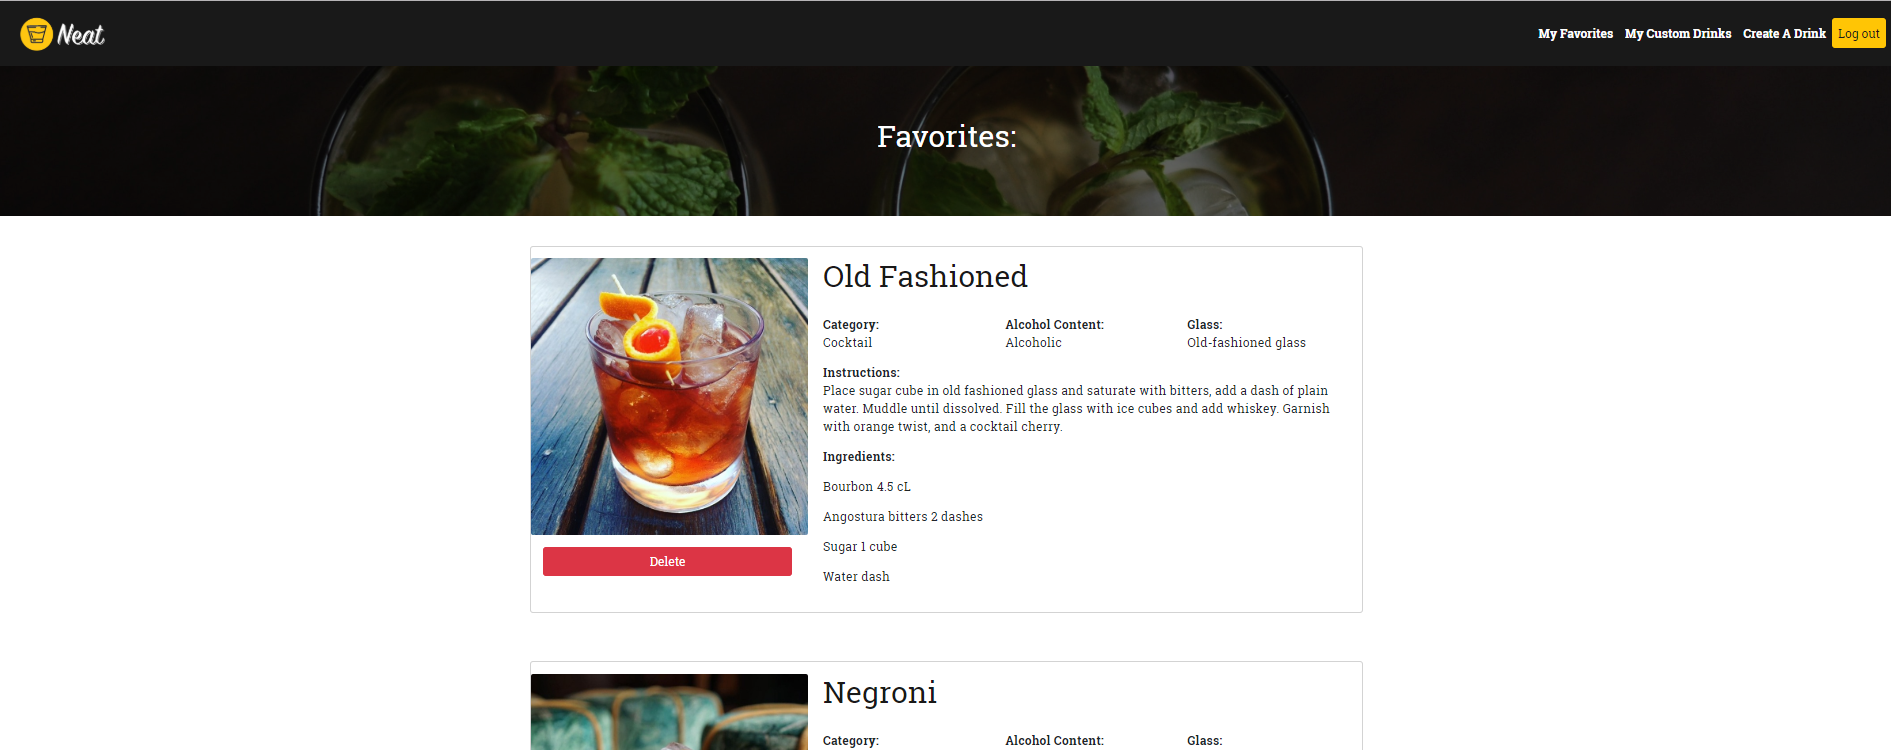 Neat
My Favorites My Custom Drinks Create A Drink Log out
Favorites:
Old Fashioned
Category: Alcohol Content: Glass:
Cocktail Alcoholic Old-fashioned glass
Instructions:
Place sugar cube in old fashioned glass and saturate with bitters, add a dash of plain
water. Muddle until dissolved. Fill the glass with ice cubes and add whiskey. Garnish
with orange twist, and a cocktail cherry.
Ingredients:
Bourbon 4.5 cL
Angostura bitters 2 dashes
Sugar 1 cube
Water dash
Delete
Negroni
Category: Alcohol Content: Glass: